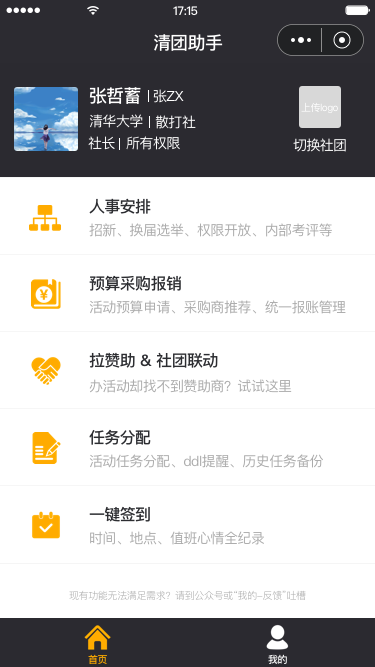 17:15
清团助手
张哲蓄 |张ZX
清华大学 | 散打社
社长 | 所有权限
上传logo
切换社团
人事安排
招新、换届选举、权限开放、内部考评等
预算采购报销
活动预算申请、采购商推荐、统一报账管理
拉赞助 & 社团联动
办活动却找不到赞助商？试试这里
任务分配
活动任务分配、ddl提醒、历史任务备份
一键签到
时间、地点、值班心情全纪录
现有功能无法满足需求？请到公众号或“我的-反馈”吐槽
首页
我的